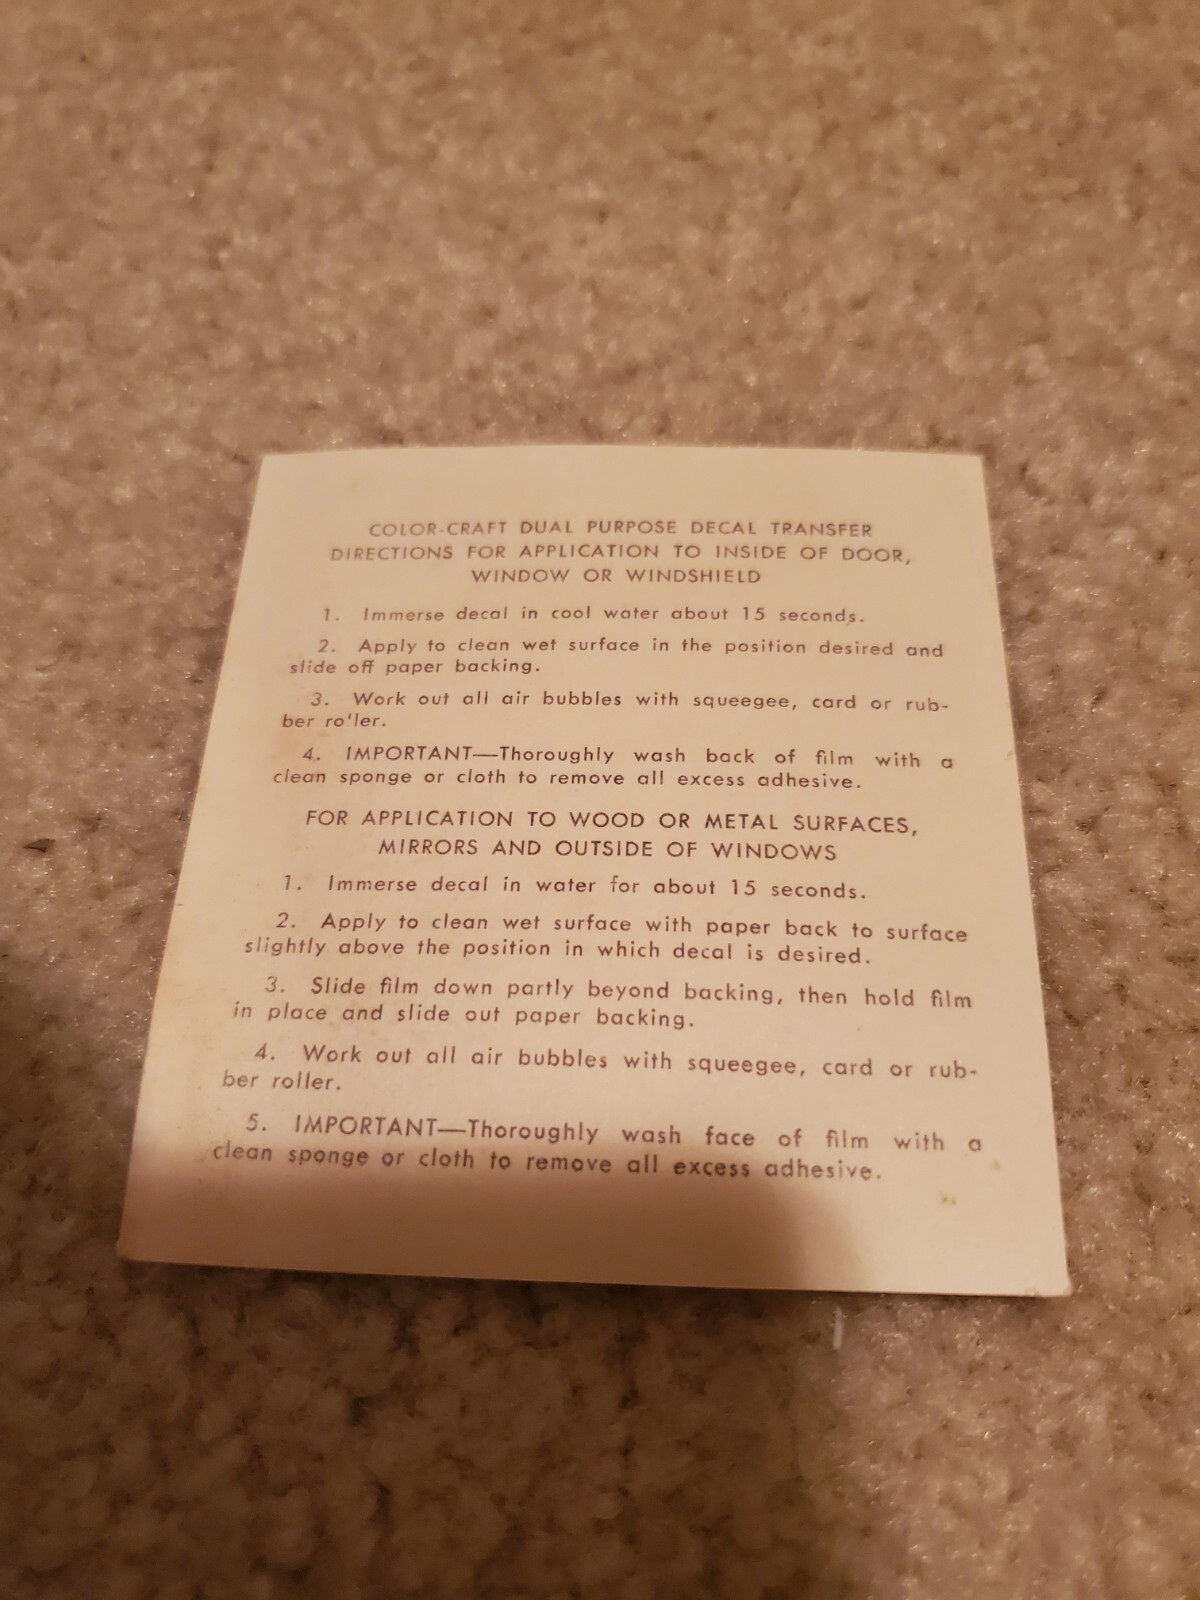 COLOR-CRAFT DUAL PURPOSE DECAL TRANSFER
DIRECTIONS FOR APPLICATION TO INSIDE OF DOOR,
WINDOW OR WINDSHIELD
1. Immerse decal in cool water about 15 seconds.
2. Apply to clean wet surface in the position desired and
slide off paper backing.
3. Work out all air bubbles with squeegee, card or rub-
ber ro'ler.
4. IMPORTANT—Thoroughly wash back of film with a
clean sponge or cloth to remove all excess adhesive.
FOR APPLICATION TO WOOD OR METAL SURFACES,
MIRRORS AND OUTSIDE OF WINDOWS
1. Immerse decal in water for about 15 seconds.
2. Apply to clean wet surface with paper back to surface
slightly above the position in which decal is desired.
3. Slide film down partly beyond backing, then hold film
in place and slide out paper backing.
4. Work out all air bubbles with squeegee, card or rub-
ber roller.
5. IMPORTANT—Thoroughly wash face of film with a
clean sponge or cloth to remove all excess adhesive.